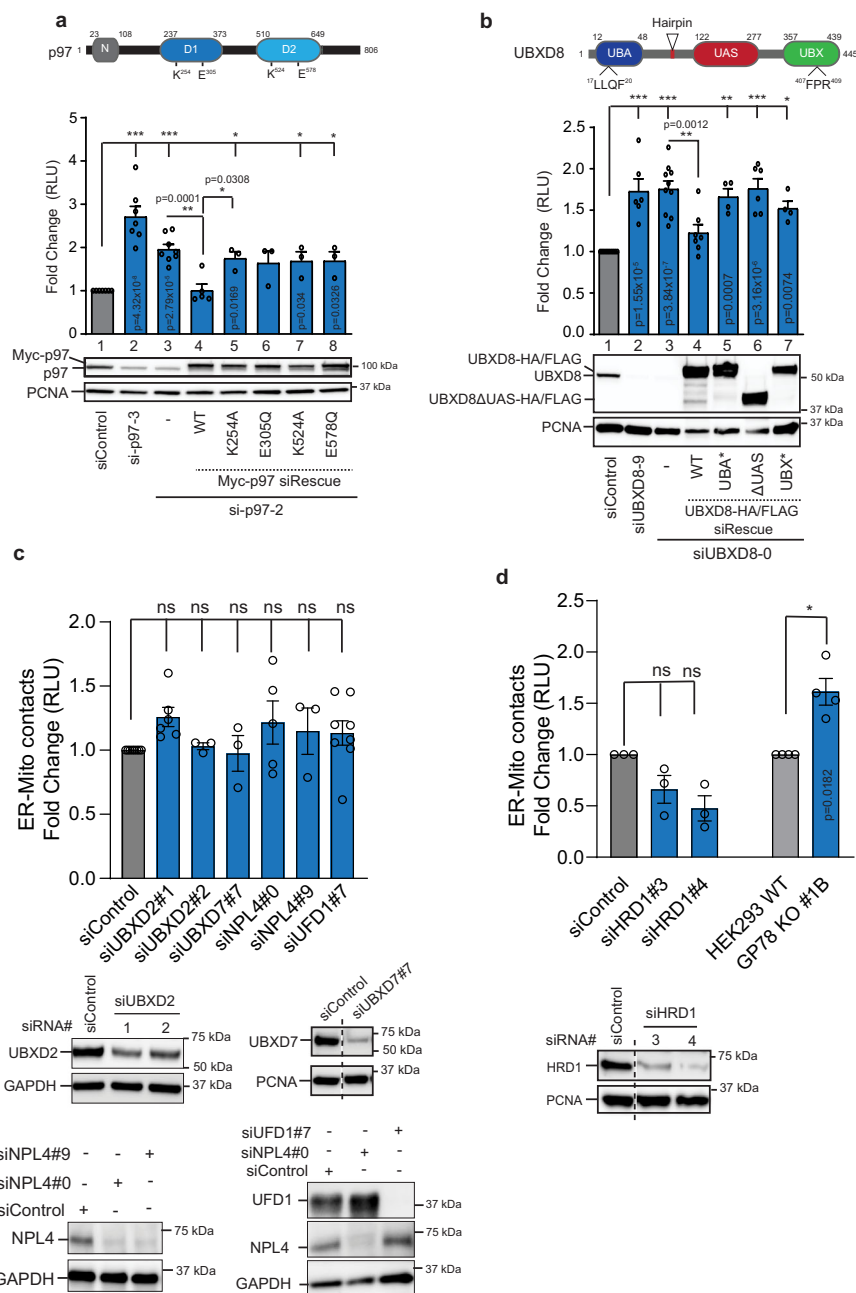 a
23 108 237 373 510 649
p97 1 N D1 D2 806
K254 E305 K524 E578
Fold Change (RLU)
5
4
3
2
1
0
*** *** * * *
p=0.0308
p=0.0001 *
**
p=4.32x10-8
p=2.79x10-6
p=0.0169
p=0.034
p=0.0326
1 2 3 4 5 6 7 8
Myc-p97
p97
100 kDa
PCNA
37 kDa
siControl
si-p97-3
-
WT
K254A
E305Q
K524A
E578Q
Myc-p97 siRescue
si-p97-2
b
Hairpin
12 48 122 277 357 439
UBXD8 1 UBA UAS UBX 445
17LLQF20
407FPR409
Fold Change (RLU)
2.5
2.0
1.5
1.0
0.5
0.0
*** *** ** *** *
p=0.0012
**
p=1.55x10-5
p=3.84x10-7
p=0.0007
p=3.16x10-6
p=0.0074
1 2 3 4 5 6 7
UBXD8-HA/FLAG
UBXD8
50 kDa
UBXD8ΔUAS-HA/FLAG
37 kDa
PCNA
37 kDa
siControl
siUBXD8-9
-
WT
UBA*
ΔUAS
UBX*
UBXD8-HA/FLAG
siRescue
siUBXD8-0
c
ER-Mito contacts
Fold Change (RLU)
2.0
1.5
1.0
0.5
0.0
ns ns ns ns ns ns
siControl
siUBXD2#1
siUBXD2#2
siUBXD7#7
siNPL4#0
siNPL4#9
siUFD1#7
siControl
siUBXD2
siRNA# 1 2
75 kDa
UBXD2
50 kDa
GAPDH
37 kDa
siControl
siUBXD7#7
75 kDa
UBXD7
50 kDa
PCNA
37 kDa
siNPL4#9 - - +
siNPL4#0 - + -
siControl + - -
75 kDa
NPL4
GAPDH
37 kDa
siUFD1#7 - - +
siNPL4#0 - + -
siControl + - -
UFD1
37 kDa
75 kDa
NPL4
GAPDH
37 kDa
d
ER-Mito contacts
Fold Change (RLU)
2.5
2.0
1.5
1.0
0.5
0.0
ns ns
*
p=0.0182
siControl
siHRD1#3
siHRD1#4
HEK293 WT
GP78 KO #1B
siControl
siHRD1
siRNA# 3 4
75 kDa
HRD1
PCNA
37 kDa